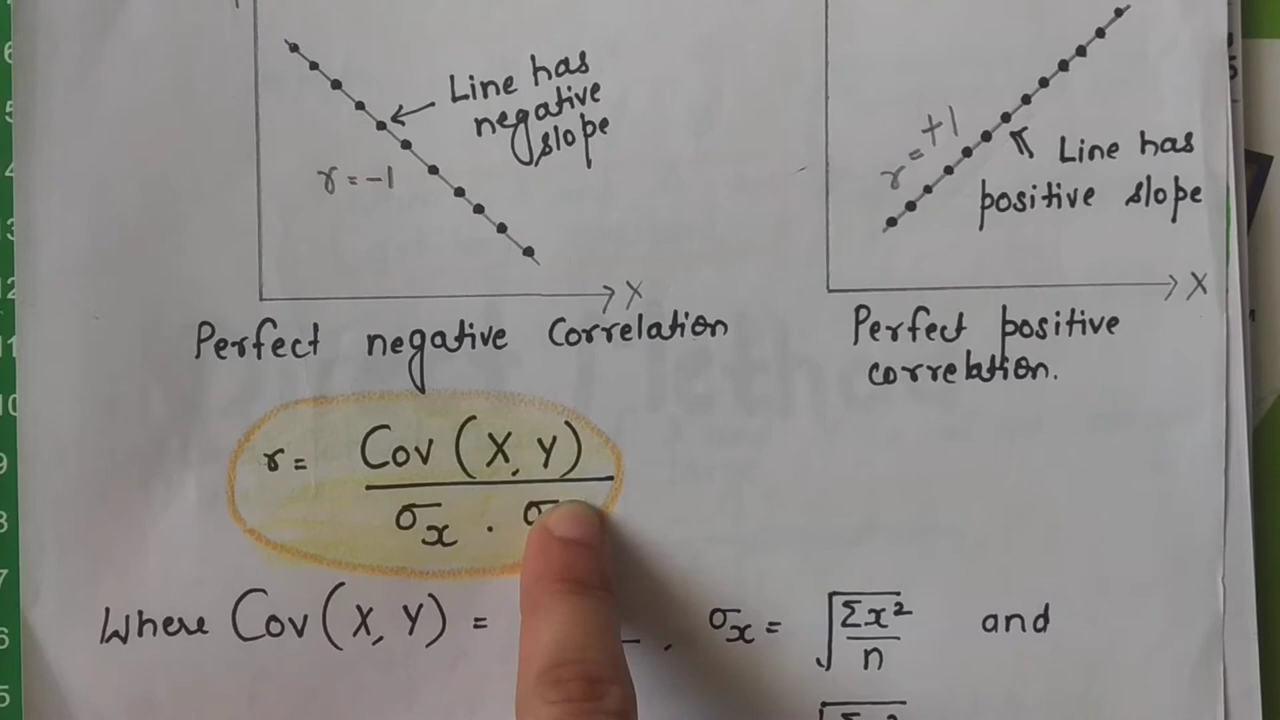 Line has
negative
slope
r = -1
X
Perfect negative Correlation
r = +1
Line has
positive slope
X
Perfect positive
correlation.
r = Cov (X, Y)
σx . σ
Where Cov (X, Y) = , σx = √Σx²/n and